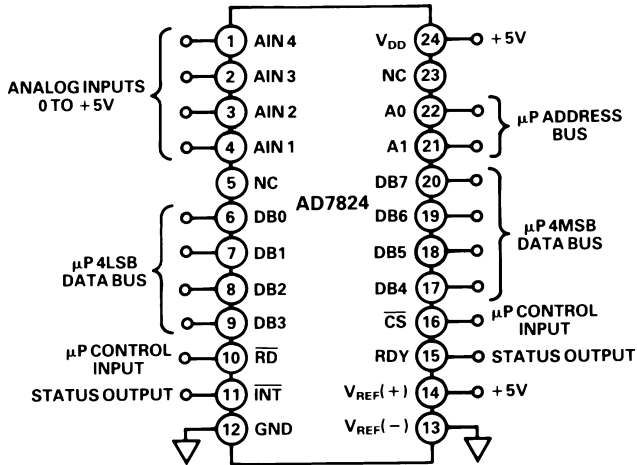 ANALOG INPUTS
0 TO +5V
1 AIN 4
2 AIN 3
3 AIN 2
4 AIN 1
5 NC
μP 4LSB
DATA BUS
6 DB0
7 DB1
8 DB2
9 DB3
μP CONTROL
INPUT
10 R̅D̅
STATUS OUTPUT
11 I̅N̅T̅
12 GND
AD7824
VDD 24 +5V
NC 23
A0 22
A1 21
μP ADDRESS
BUS
DB7 20
DB6 19
DB5 18
DB4 17
μP 4MSB
DATA BUS
C̅S̅ 16
μP CONTROL
INPUT
RDY 15 STATUS OUTPUT
VREF(+) 14 +5V
VREF(−) 13